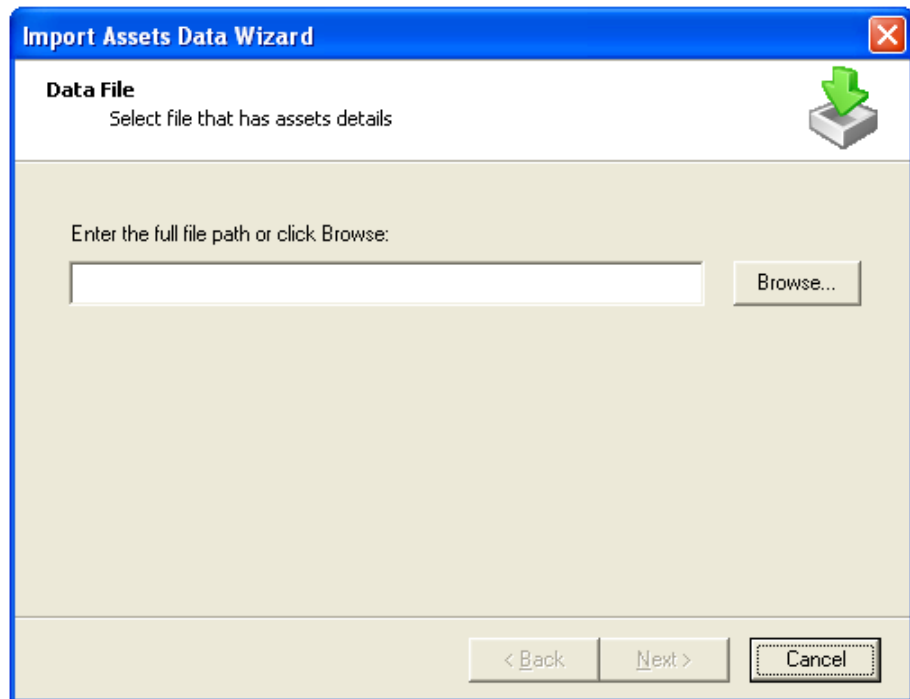 Import Assets Data Wizard
Data File
Select file that has assets details
Enter the full file path or click Browse:
Browse...
< Back
Next >
Cancel